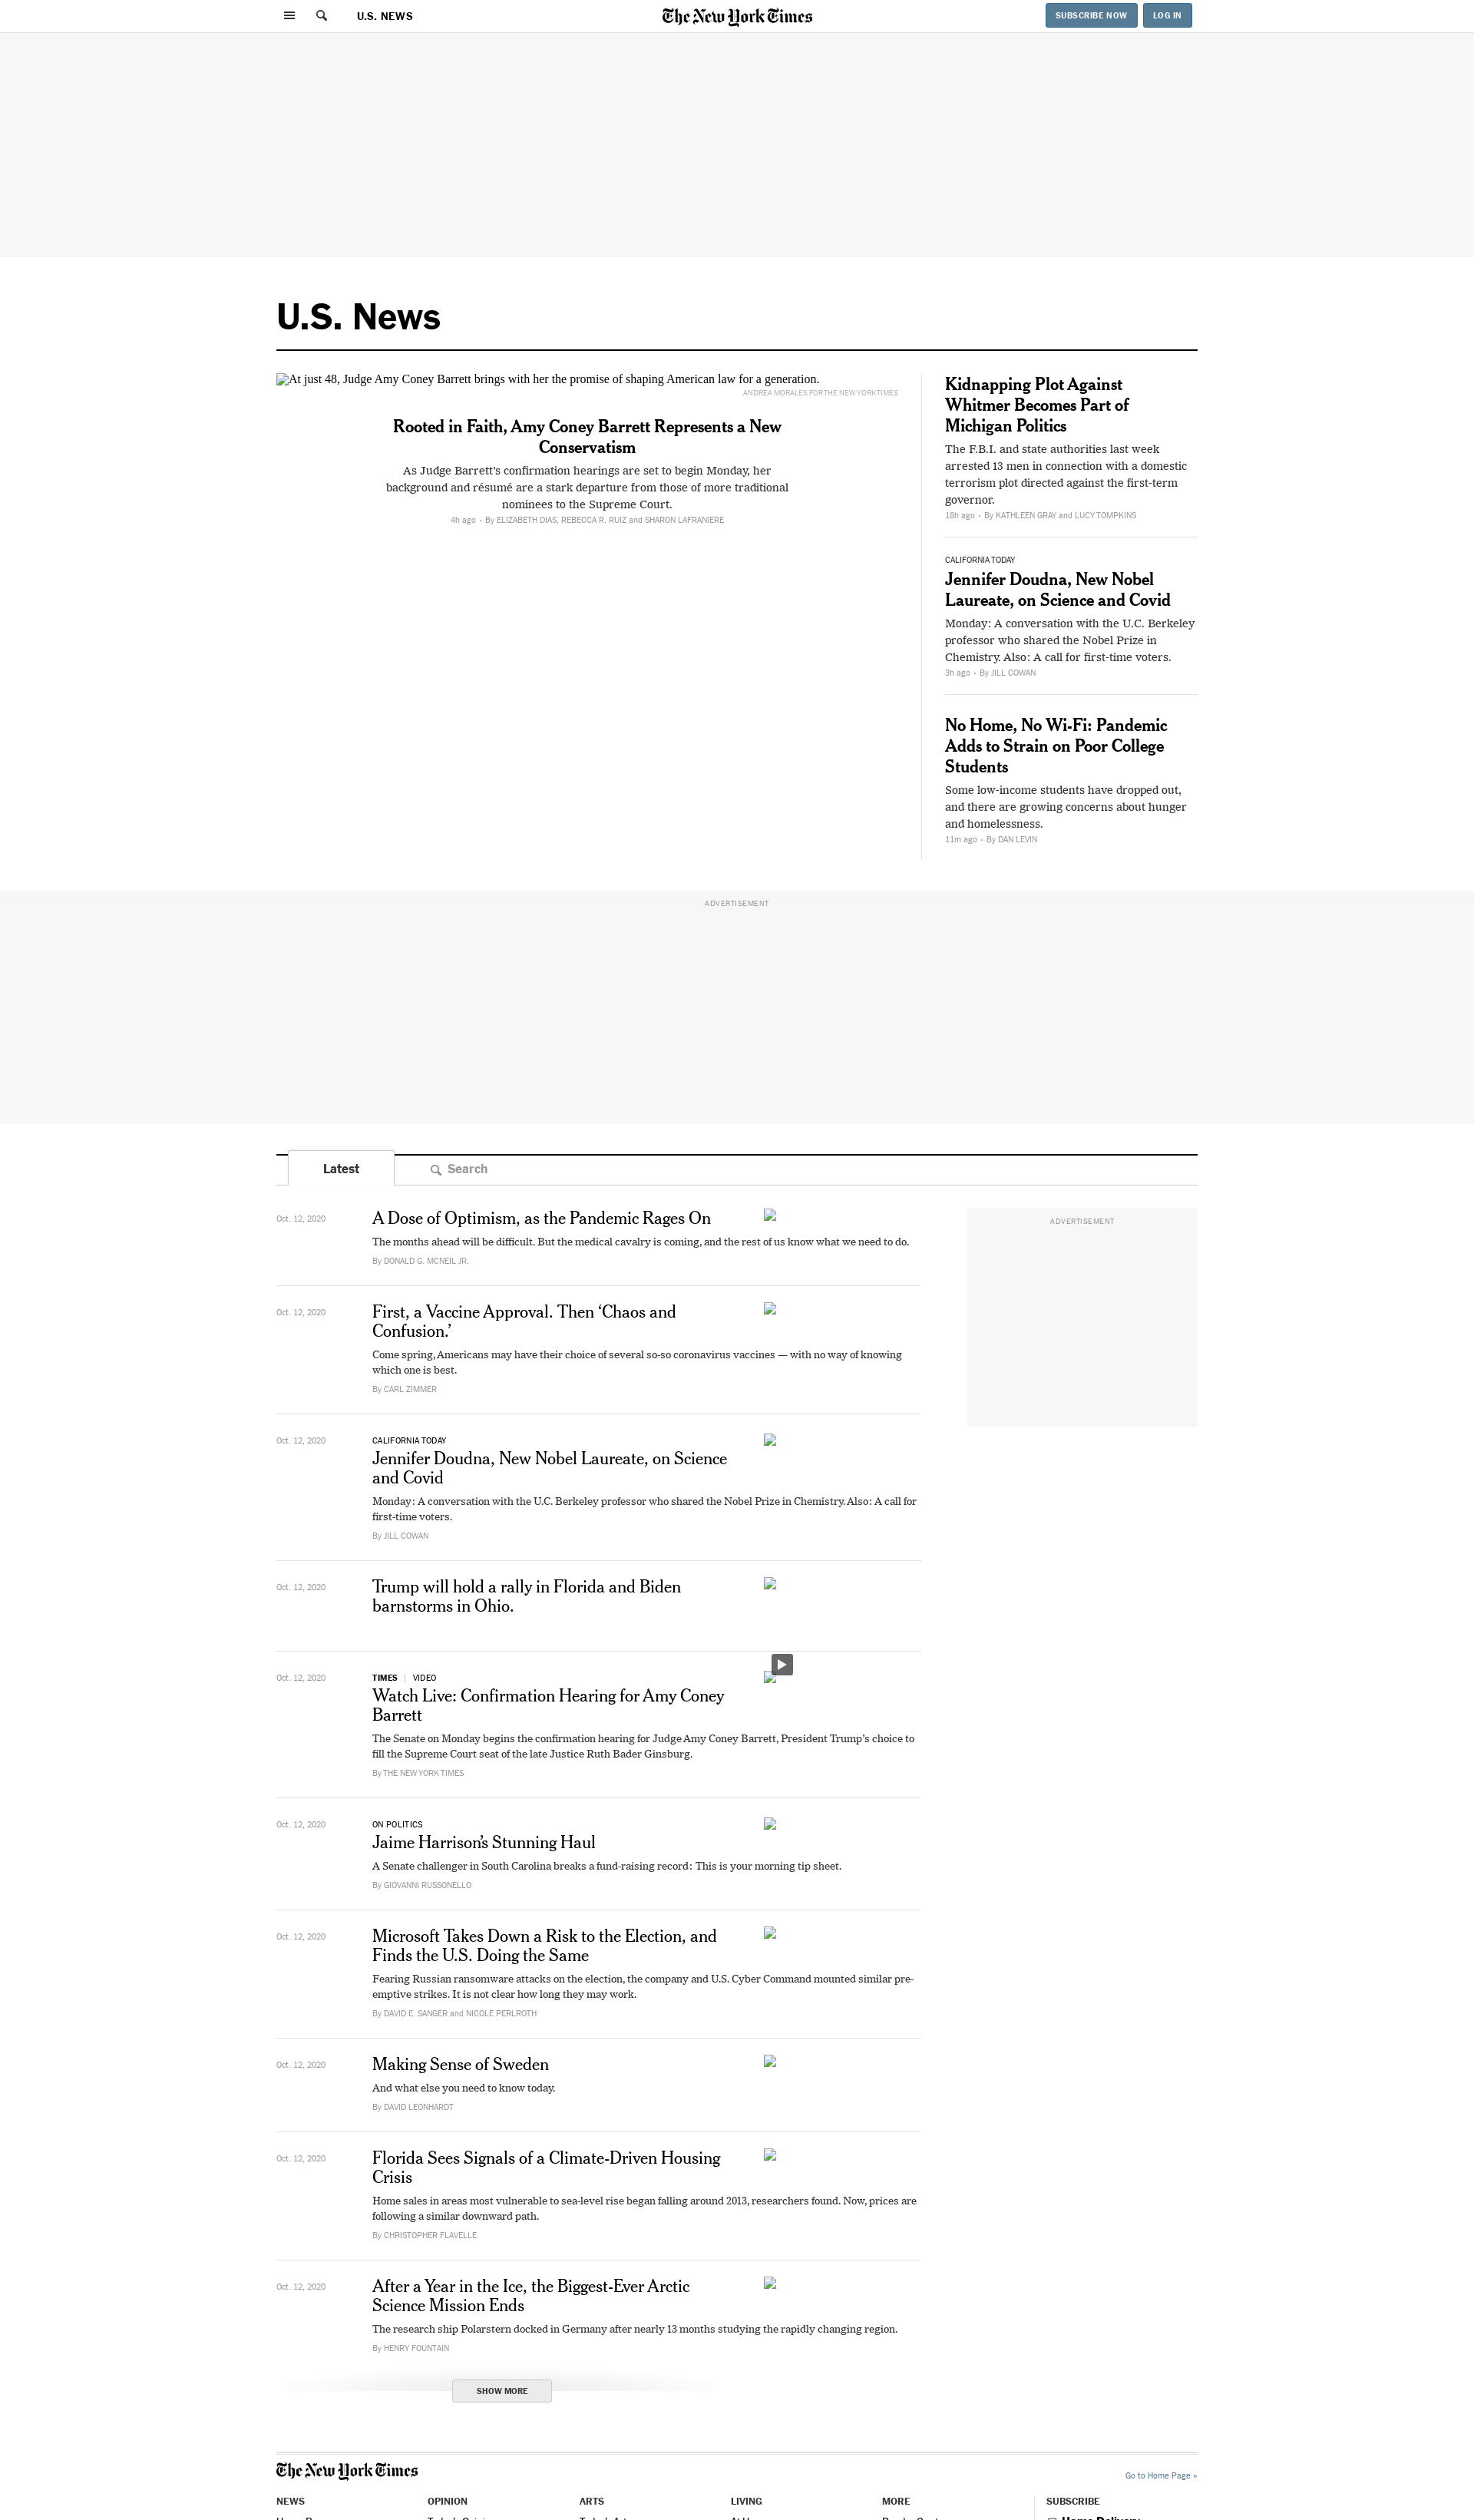 U.S. NEWS
The New York Times
SUBSCRIBE NOW
LOG IN
U.S. News
At just 48, Judge Amy Coney Barrett brings with her the promise of shaping American law for a generation.
ANDREA MORALES FOR THE NEW YORK TIMES
Rooted in Faith, Amy Coney Barrett Represents a New
Conservatism
As Judge Barrett's confirmation hearings are set to begin Monday, her
background and résumé are a stark departure from those of more traditional
nominees to the Supreme Court.
4h ago • By ELIZABETH DIAS, REBECCA R. RUIZ and SHARON LAFRANIERE
Kidnapping Plot Against
Whitmer Becomes Part of
Michigan Politics
The F.B.I. and state authorities last week
arrested 13 men in connection with a domestic
terrorism plot directed against the first-term
governor.
18h ago • By KATHLEEN GRAY and LUCY TOMPKINS
CALIFORNIA TODAY
Jennifer Doudna, New Nobel
Laureate, on Science and Covid
Monday: A conversation with the U.C. Berkeley
professor who shared the Nobel Prize in
Chemistry. Also: A call for first-time voters.
3h ago • By JILL COWAN
No Home, No Wi-Fi: Pandemic
Adds to Strain on Poor College
Students
Some low-income students have dropped out,
and there are growing concerns about hunger
and homelessness.
11m ago • By DAN LEVIN
ADVERTISEMENT
Latest
Search
Oct. 12, 2020
A Dose of Optimism, as the Pandemic Rages On
The months ahead will be difficult. But the medical cavalry is coming, and the rest of us know what we need to do.
By DONALD G. MCNEIL JR.
ADVERTISEMENT
Oct. 12, 2020
First, a Vaccine Approval. Then ‘Chaos and
Confusion.’
Come spring, Americans may have their choice of several so-so coronavirus vaccines — with no way of knowing
which one is best.
By CARL ZIMMER
Oct. 12, 2020
CALIFORNIA TODAY
Jennifer Doudna, New Nobel Laureate, on Science
and Covid
Monday: A conversation with the U.C. Berkeley professor who shared the Nobel Prize in Chemistry. Also: A call for
first-time voters.
By JILL COWAN
Oct. 12, 2020
Trump will hold a rally in Florida and Biden
barnstorms in Ohio.
Oct. 12, 2020
TIMES | VIDEO
Watch Live: Confirmation Hearing for Amy Coney
Barrett
The Senate on Monday begins the confirmation hearing for Judge Amy Coney Barrett, President Trump’s choice to
fill the Supreme Court seat of the late Justice Ruth Bader Ginsburg.
By THE NEW YORK TIMES
Oct. 12, 2020
ON POLITICS
Jaime Harrison’s Stunning Haul
A Senate challenger in South Carolina breaks a fund-raising record: This is your morning tip sheet.
By GIOVANNI RUSSONELLO
Oct. 12, 2020
Microsoft Takes Down a Risk to the Election, and
Finds the U.S. Doing the Same
Fearing Russian ransomware attacks on the election, the company and U.S. Cyber Command mounted similar pre-
emptive strikes. It is not clear how long they may work.
By DAVID E. SANGER and NICOLE PERLROTH
Oct. 12, 2020
Making Sense of Sweden
And what else you need to know today.
By DAVID LEONHARDT
Oct. 12, 2020
Florida Sees Signals of a Climate-Driven Housing
Crisis
Home sales in areas most vulnerable to sea-level rise began falling around 2013, researchers found. Now, prices are
following a similar downward path.
By CHRISTOPHER FLAVELLE
Oct. 12, 2020
After a Year in the Ice, the Biggest-Ever Arctic
Science Mission Ends
The research ship Polarstern docked in Germany after nearly 13 months studying the rapidly changing region.
By HENRY FOUNTAIN
SHOW MORE
The New York Times
Go to Home Page »
NEWS
OPINION
ARTS
LIVING
MORE
SUBSCRIBE